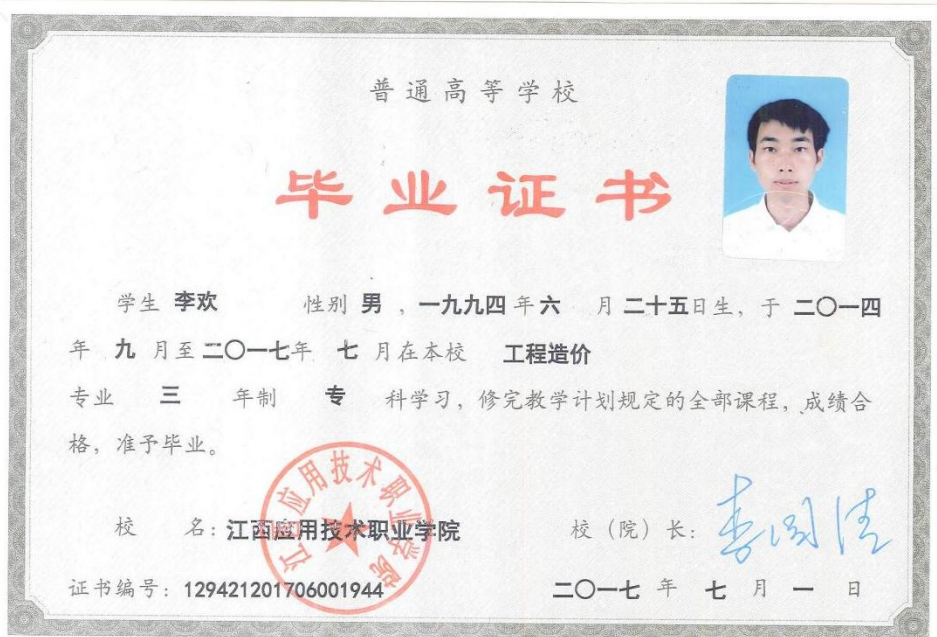 普通高等学校
毕业证书
学生 李欢 性别 男 ，一九九四 年 六 月 二十五日生，于 二〇一四
年 九 月至 二〇一七年 七 月在本校 工程造价
专业 三 年制 专 科学习，修完教学计划规定的全部课程，成绩合
格，准予毕业。
江西应用技术职业学院
校 名：江西应用技术职业学院 校（院）长：
证书编号：129421201706001944 二〇一七 年 七 月 一 日